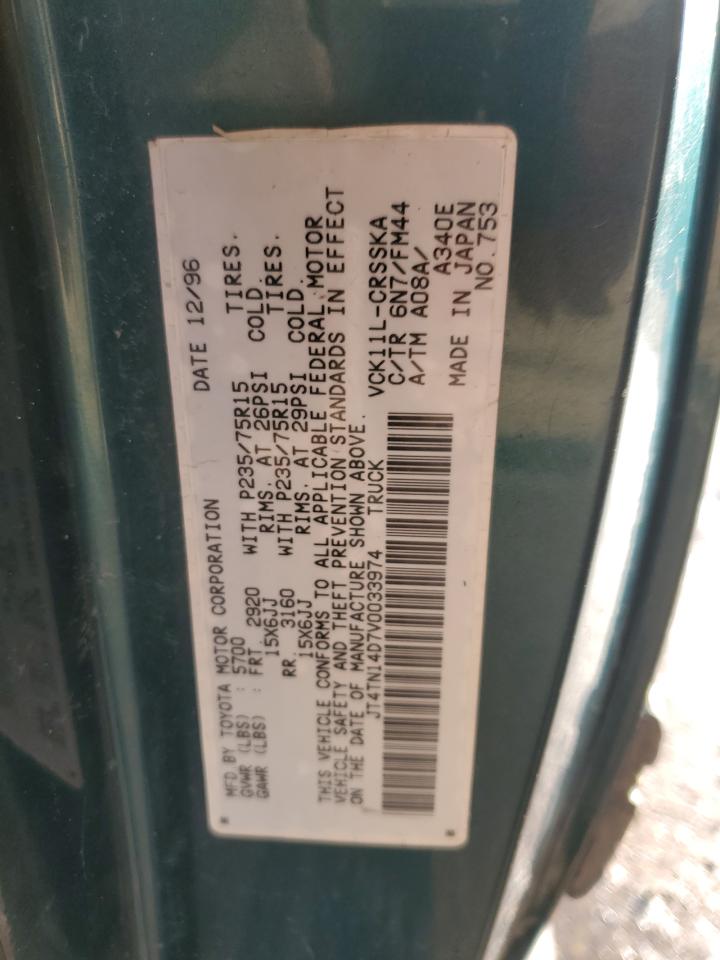 DATE 12/96
MFD BY TOYOTA MOTOR CORPORATION
GVWR (LBS) : 5700
GAWR (LBS) : FRT. 2920 WITH P235/75R15 TIRES.
15X6JJ RIMS. AT 26PSI COLD.
RR. 3160 WITH P235/75R15 TIRES.
15X6JJ RIMS. AT 29PSI COLD.
THIS VEHICLE CONFORMS TO ALL APPLICABLE FEDERAL MOTOR
VEHICLE SAFETY AND THEFT PREVENTION STANDARDS IN EFFECT
ON THE DATE OF MANUFACTURE SHOWN ABOVE.
JT4TN14D7V0033974 TRUCK
VCK11L-CRSSKA
C/TR 6N7/FM44
A/TM A08A/
A340E
MADE IN JAPAN
NO.753